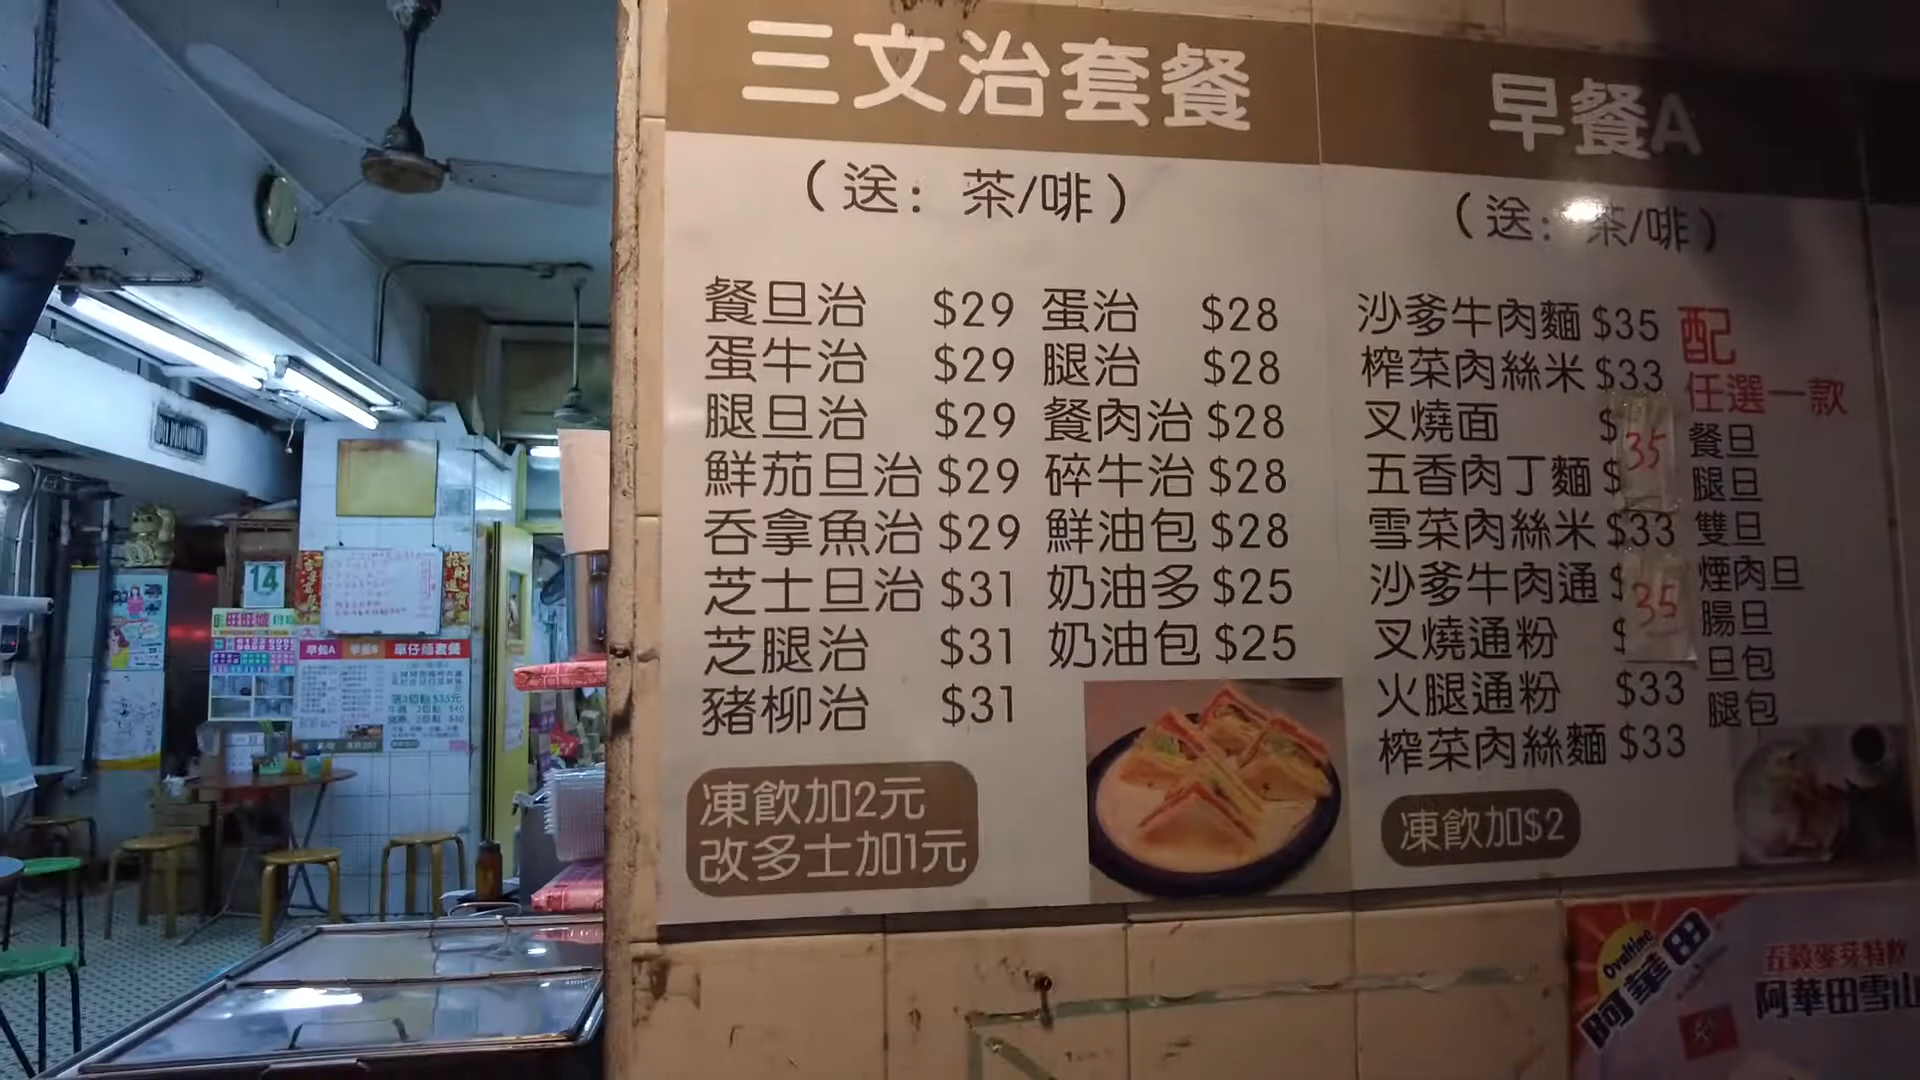 三文治套餐
(送: 茶/啡)
餐旦治 $29 蛋治 $28
蛋牛治 $29 腿治 $28
腿旦治 $29 餐肉治 $28
鮮茄旦治 $29 碎牛治 $28
吞拿魚治 $29 鮮油包 $28
芝士旦治 $31 奶油多 $25
芝腿治 $31 奶油包 $25
豬柳治 $31
凍飲加2元
改多士加1元
早餐A
(送: 茶/啡)
沙爹牛肉麵 $35
榨菜肉絲米 $33
叉燒面 $35
五香肉丁麵 $
雪菜肉絲米 $33
沙爹牛肉通 $35
叉燒通粉 $
火腿通粉 $33
榨菜肉絲麵 $33
凍飲加$2
配
任選一款
餐旦
腿旦
雙旦
煙肉旦
腸旦
旦包
腿包
Ovaltine
阿華田
五穀麥芽特飲
阿華田雪山
14
早餐A
車仔麵套餐